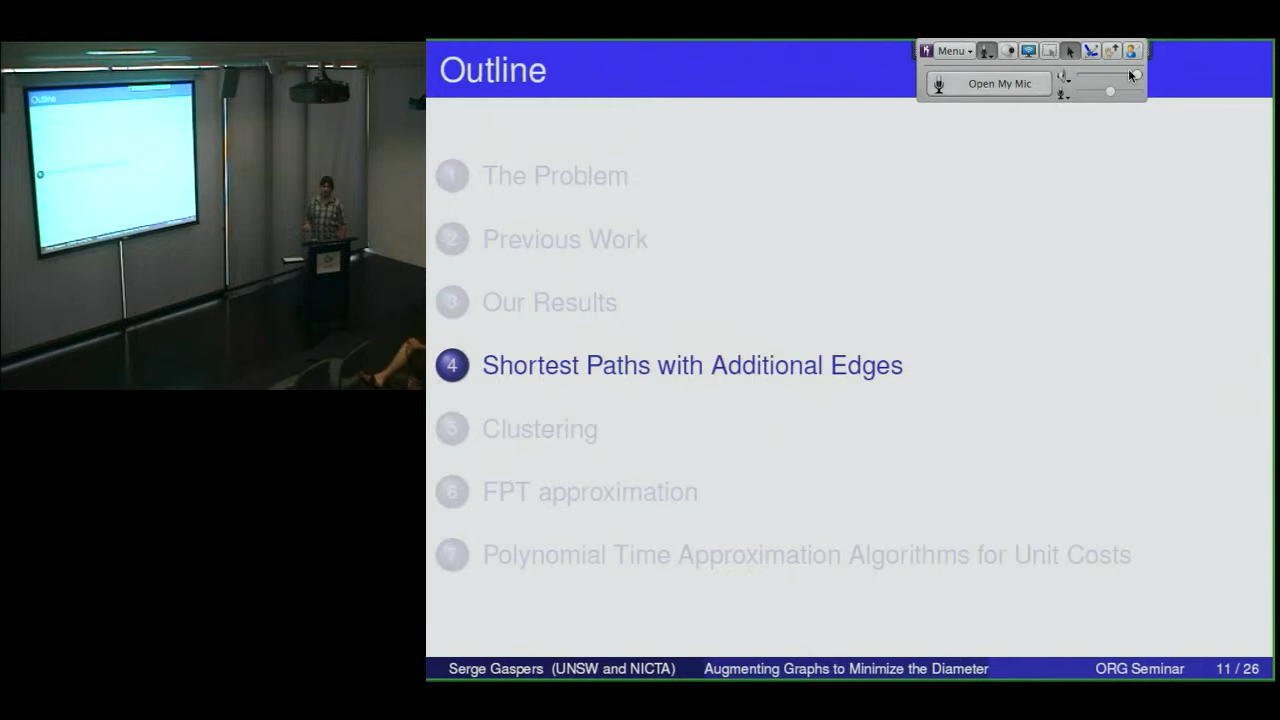 Outline
Menu
Open My Mic
1 The Problem
2 Previous Work
3 Our Results
4 Shortest Paths with Additional Edges
5 Clustering
6 FPT approximation
7 Polynomial Time Approximation Algorithms for Unit Costs
Serge Gaspers (UNSW and NICTA) Augmenting Graphs to Minimize the Diameter ORG Seminar 11 / 26
Outline